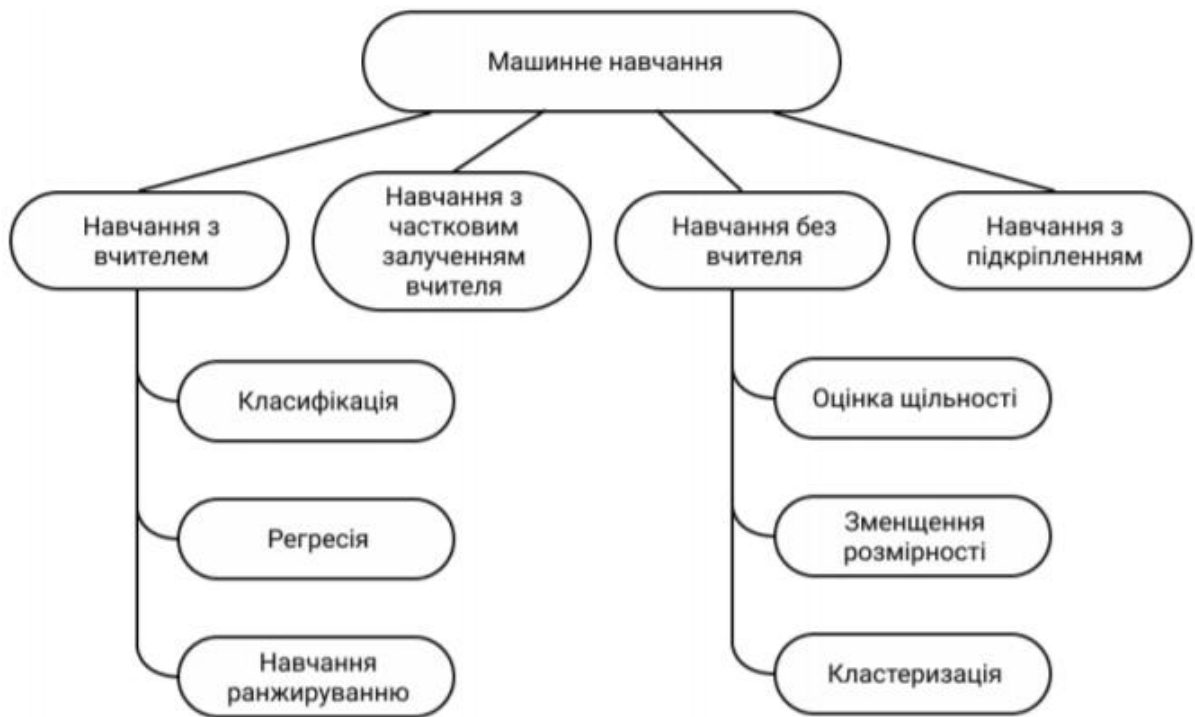 Машинне навчання
Навчання з
вчителем
Навчання з
частковим
залученням
вчителя
Навчання без
вчителя
Навчання з
підкріпленням
Класифікація
Регресія
Навчання
ранжируванню
Оцінка щільності
Зменщення
розмірності
Кластеризація